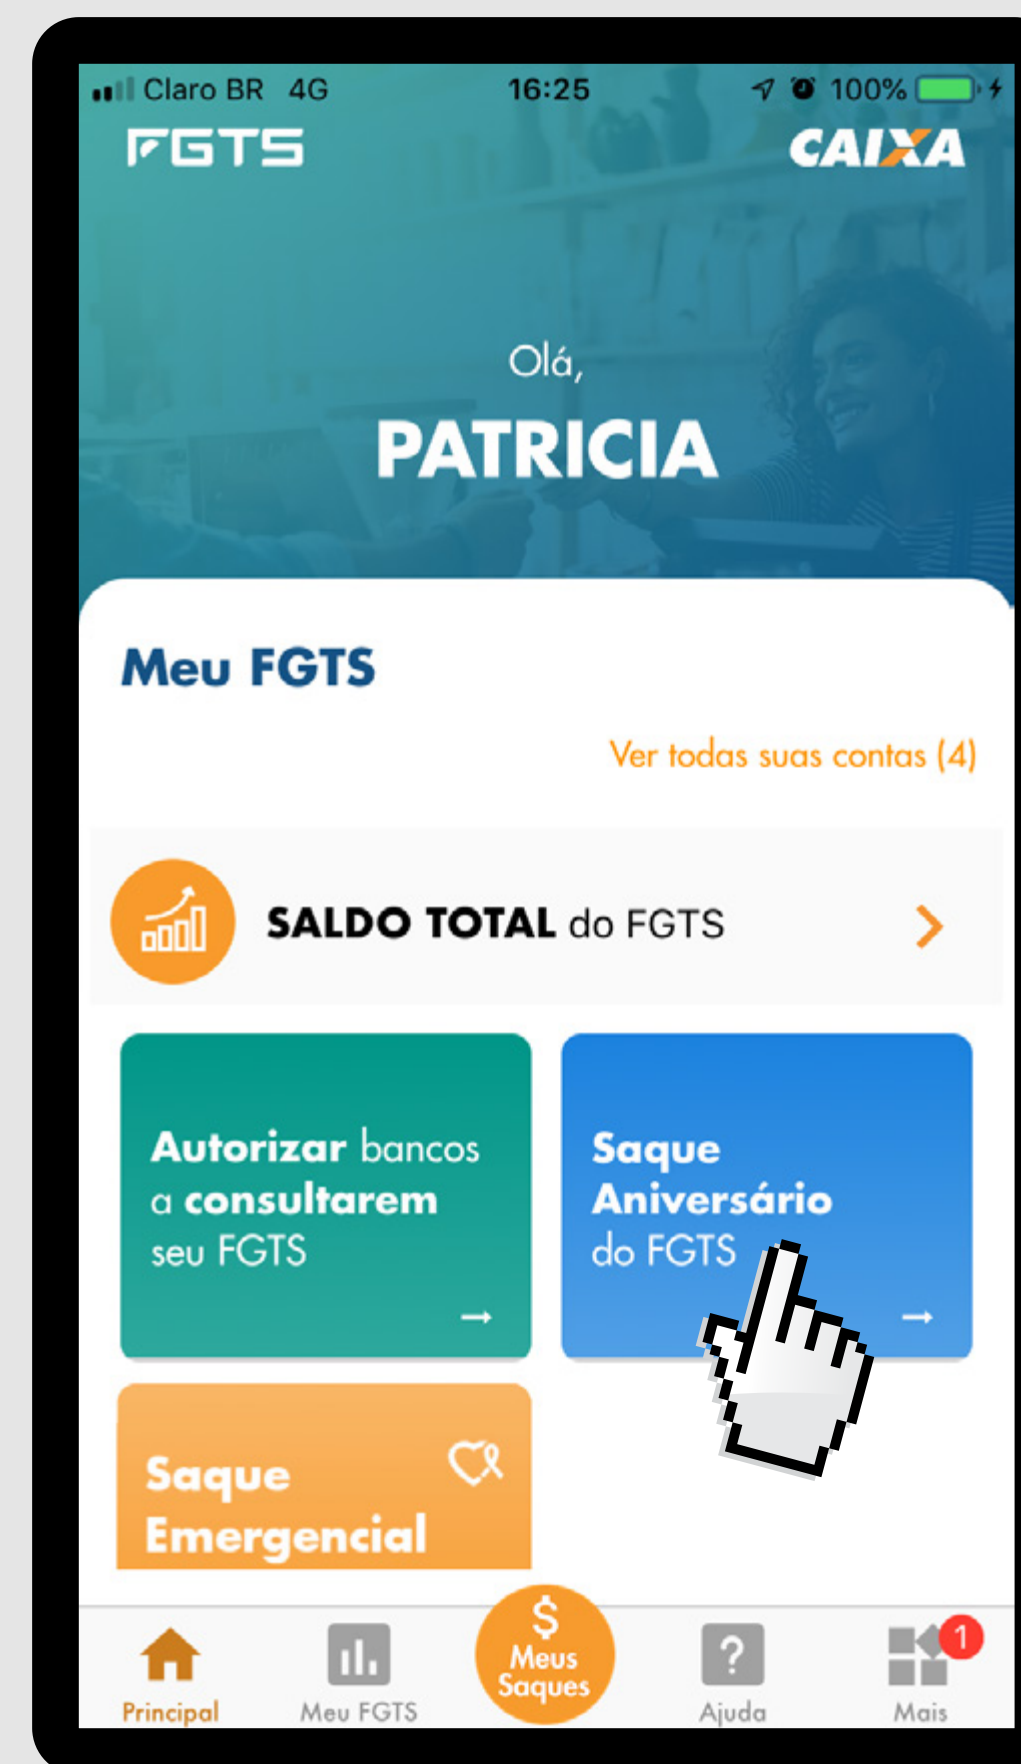 Claro BR 4G 16:25 100%
FGTS CAIXA
Olá,
PATRICIA
Meu FGTS
Ver todas suas contas (4)
SALDO TOTAL do FGTS
Autorizar bancos
a consultarem
seu FGTS
Saque
Aniversário
do FGTS
Saque
Emergencial
Principal
Meu FGTS
$
Meus
Saques
?
Ajuda
1
Mais